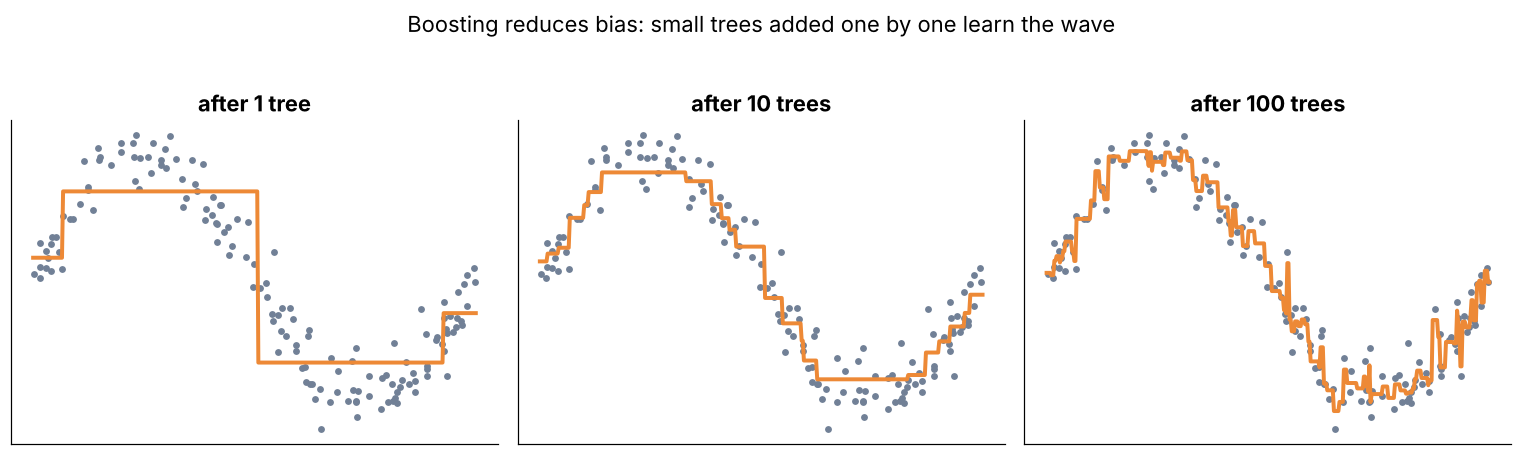 Boosting reduces bias: small trees added one by one learn the wave
after 1 tree
after 10 trees
after 100 trees